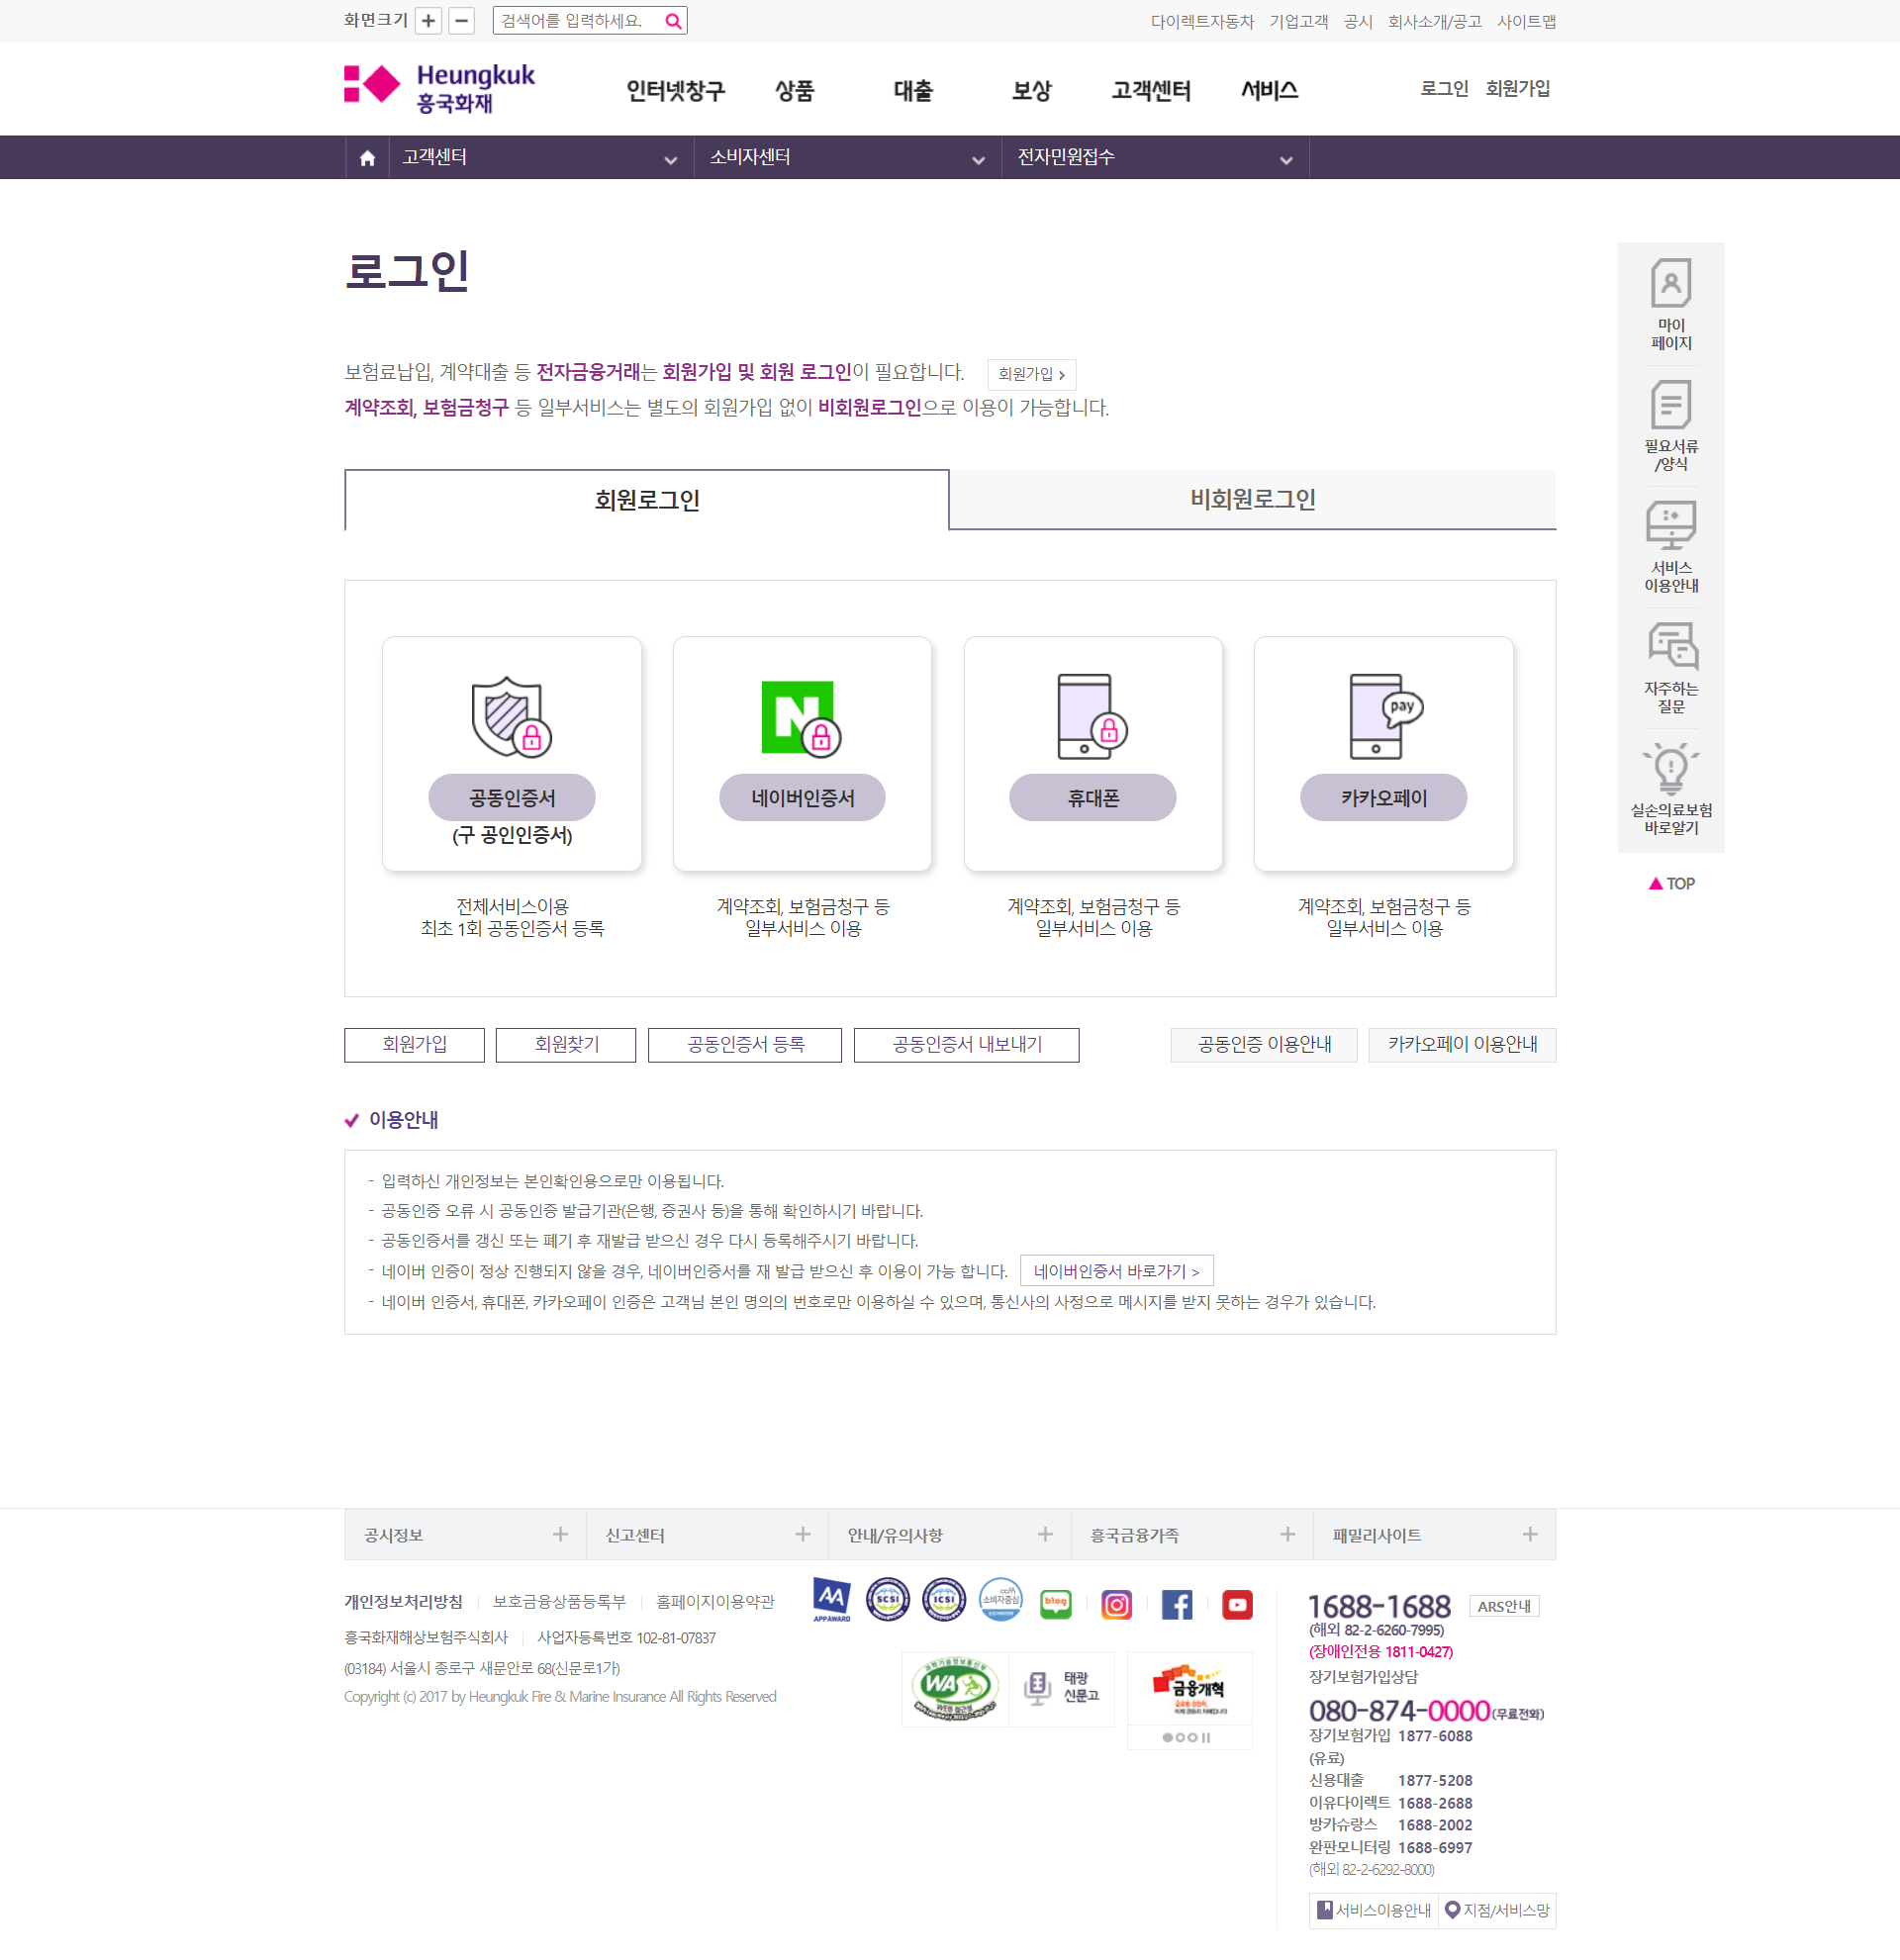 화면크기
검색어를 입력하세요.
다이렉트자동차 기업고객 공시 회사소개/공고 사이트맵
Heungkuk
흥국화재
인터넷창구 상품 대출 보상 고객센터 서비스
로그인 회원가입
고객센터 소비자센터 전자민원접수
로그인
보험료납입, 계약대출 등 전자금융거래는 회원가입 및 회원 로그인이 필요합니다. 회원가입 >
계약조회, 보험금청구 등 일부서비스는 별도의 회원가입 없이 비회원로그인으로 이용이 가능합니다.
회원로그인 비회원로그인
pay
공동인증서 네이버인증서 휴대폰 카카오페이
(구 공인인증서)
전체서비스이용
최초 1회 공동인증서 등록
계약조회, 보험금청구 등
일부서비스 이용
계약조회, 보험금청구 등
일부서비스 이용
계약조회, 보험금청구 등
일부서비스 이용
회원가입 회원찾기 공동인증서 등록 공동인증서 내보내기 공동인증 이용안내 카카오페이 이용안내
이용안내
- 입력하신 개인정보는 본인확인용으로만 이용됩니다.
- 공동인증 오류 시 공동인증 발급기관(은행, 증권사 등)을 통해 확인하시기 바랍니다.
- 공동인증서를 갱신 또는 폐기 후 재발급 받으신 경우 다시 등록해주시기 바랍니다.
- 네이버 인증이 정상 진행되지 않을 경우, 네이버인증서를 재 발급 받으신 후 이용이 가능 합니다. 네이버인증서 바로가기 >
- 네이버 인증서, 휴대폰, 카카오페이 인증은 고객님 본인 명의의 번호로만 이용하실 수 있으며, 통신사의 사정으로 메시지를 받지 못하는 경우가 있습니다.
마이
페이지
필요서류
/양식
서비스
이용안내
자주하는
질문
실손의료보험
바로알기
TOP
공시정보 신고센터 안내/유의사항 흥국금융가족 패밀리사이트
개인정보처리방침 보호금융상품등록부 홈페이지이용약관
흥국화재해상보험주식회사 사업자등록번호 102-81-07837
(03184) 서울시 종로구 새문안로 68(신문로1가)
Copyright (c) 2017 by Heungkuk Fire & Marine Insurance All Rights Reserved
AA
APP AWARD
SCSI
ICSI
ccm
소비자중심
blog
과학기술정보통신부
WA
WEB 접근성
태광
신문고
금융개혁
1688-1688 ARS안내
(해외 82-2-6260-7995)
(장애인전용 1811-0427)
장기보험가입상담
080-874-0000 (무료전화)
장기보험가입 1877-6088
(유료)
신용대출 1877-5208
이유다이렉트 1688-2688
방카슈랑스 1688-2002
완판모니터링 1688-6997
(해외 82-2-6292-8000)
서비스이용안내 지점/서비스망